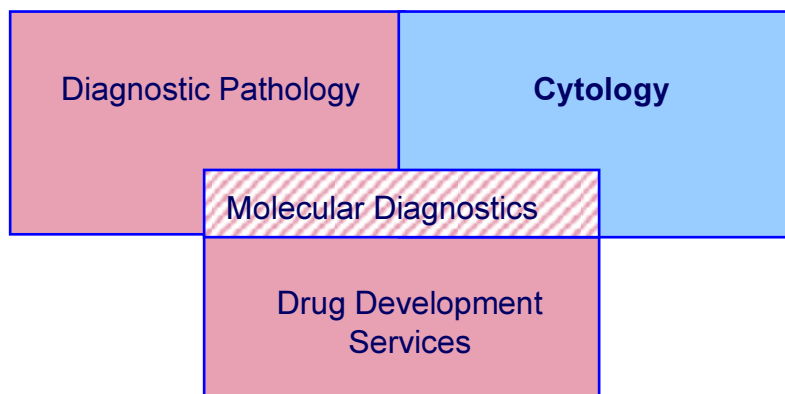 Diagnostic Pathology
Cytology
Molecular Diagnostics
Drug Development
Services